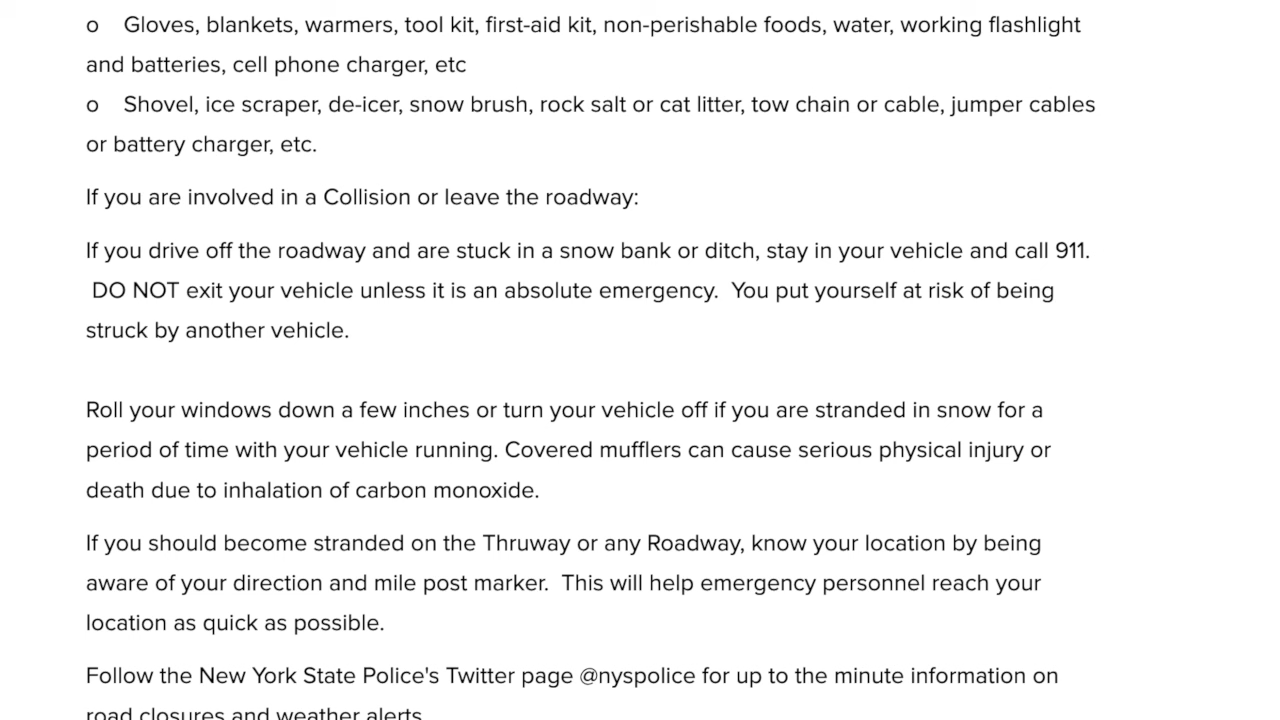 o Gloves, blankets, warmers, tool kit, first-aid kit, non-perishable foods, water, working flashlight
and batteries, cell phone charger, etc
o Shovel, ice scraper, de-icer, snow brush, rock salt or cat litter, tow chain or cable, jumper cables
or battery charger, etc.
If you are involved in a Collision or leave the roadway:
If you drive off the roadway and are stuck in a snow bank or ditch, stay in your vehicle and call 911.
DO NOT exit your vehicle unless it is an absolute emergency. You put yourself at risk of being
struck by another vehicle.
Roll your windows down a few inches or turn your vehicle off if you are stranded in snow for a
period of time with your vehicle running. Covered mufflers can cause serious physical injury or
death due to inhalation of carbon monoxide.
If you should become stranded on the Thruway or any Roadway, know your location by being
aware of your direction and mile post marker. This will help emergency personnel reach your
location as quick as possible.
Follow the New York State Police's Twitter page @nyspolice for up to the minute information on
road closures and weather alerts